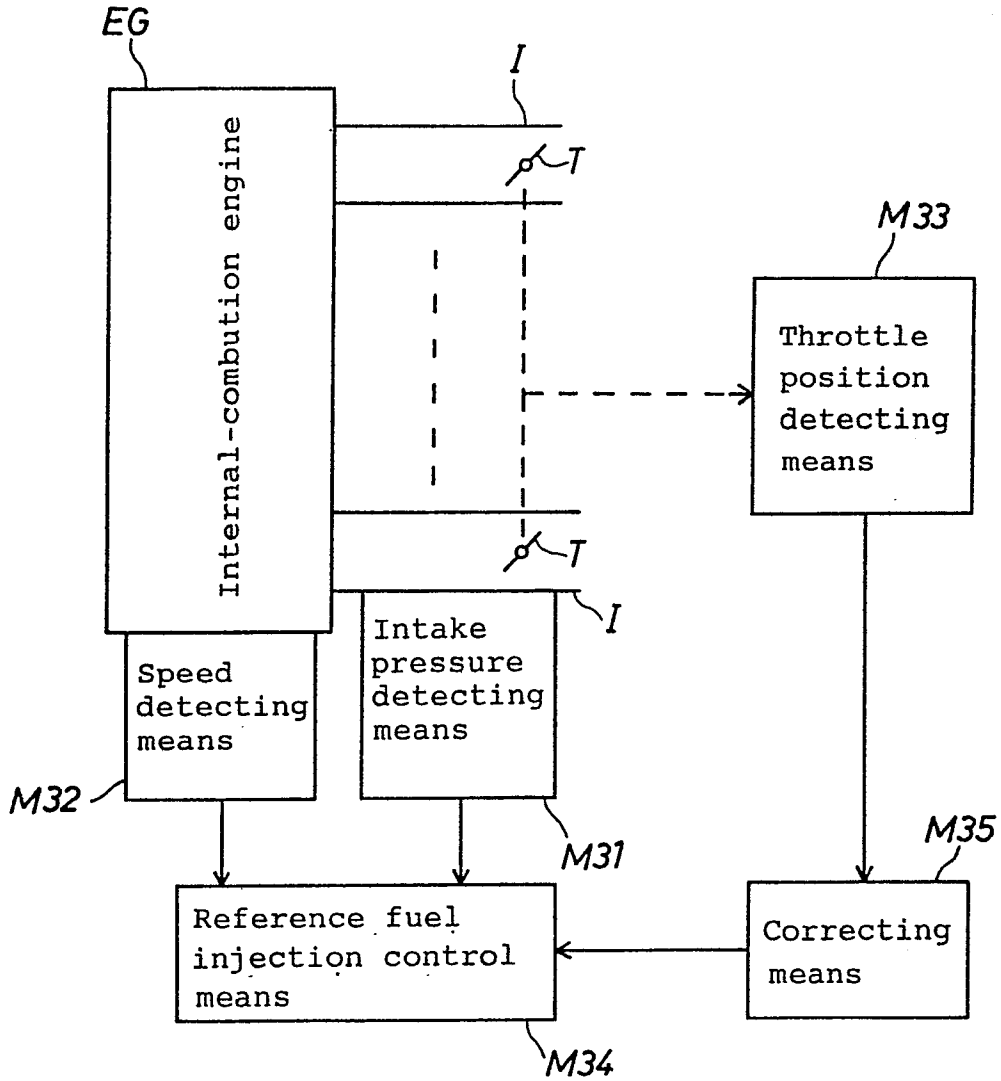 EG
I
Internal-combution engine
T
M33
Throttle
position
detecting
means
T
I
Intake
pressure
detecting
means
Speed
detecting
means
M32
M31
M35
Reference fuel
injection control
means
Correcting
means
M34